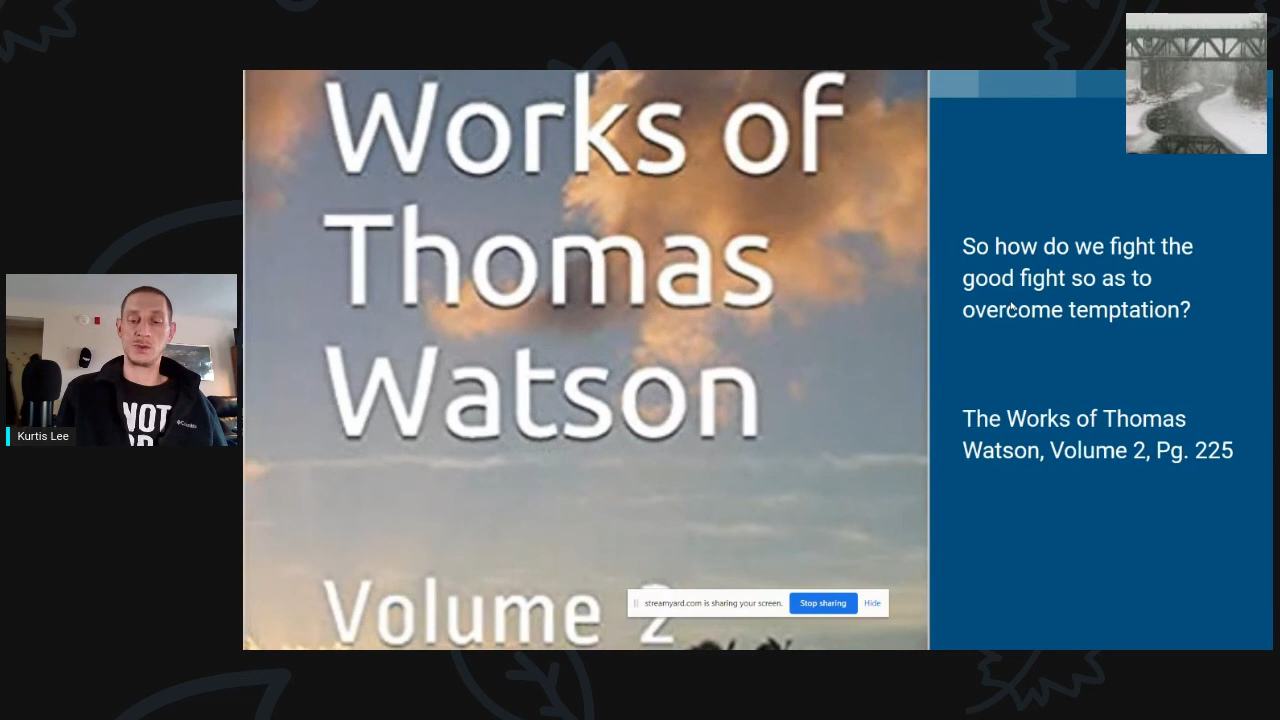 Works of
Thomas
Watson
Volume 2
So how do we fight the
good fight so as to
overcome temptation?
The Works of Thomas
Watson, Volume 2, Pg. 225
NOT
Columbia
Kurtis Lee
streamyard.com is sharing your screen.
Stop sharing
Hide